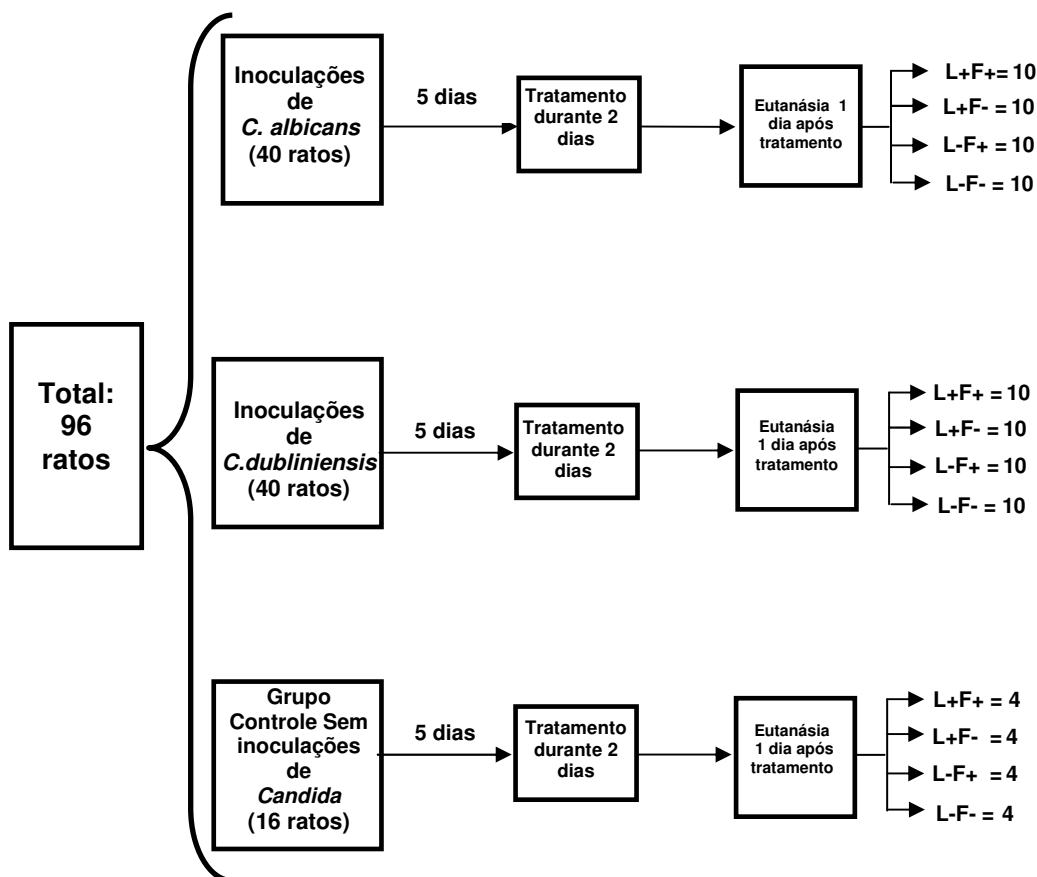 Total:
96
ratos
Inoculações
de
C. albicans
(40 ratos)
5 dias
Tratamento
durante 2
dias
Eutanásia 1
dia após
tratamento
L+F+= 10
L+F- = 10
L-F+ = 10
L-F- = 10
Inoculações
de
C.dubliniensis
(40 ratos)
5 dias
Tratamento
durante 2
dias
Eutanásia
1 dia após
tratamento
L+F+ = 10
L+F- = 10
L-F+ = 10
L-F- = 10
Grupo
Controle Sem
inoculações
de
Candida
(16 ratos)
5 dias
Tratamento
durante 2
dias
Eutanásia
1 dia após
tratamento
L+F+ = 4
L+F- = 4
L-F+ = 4
L-F- = 4